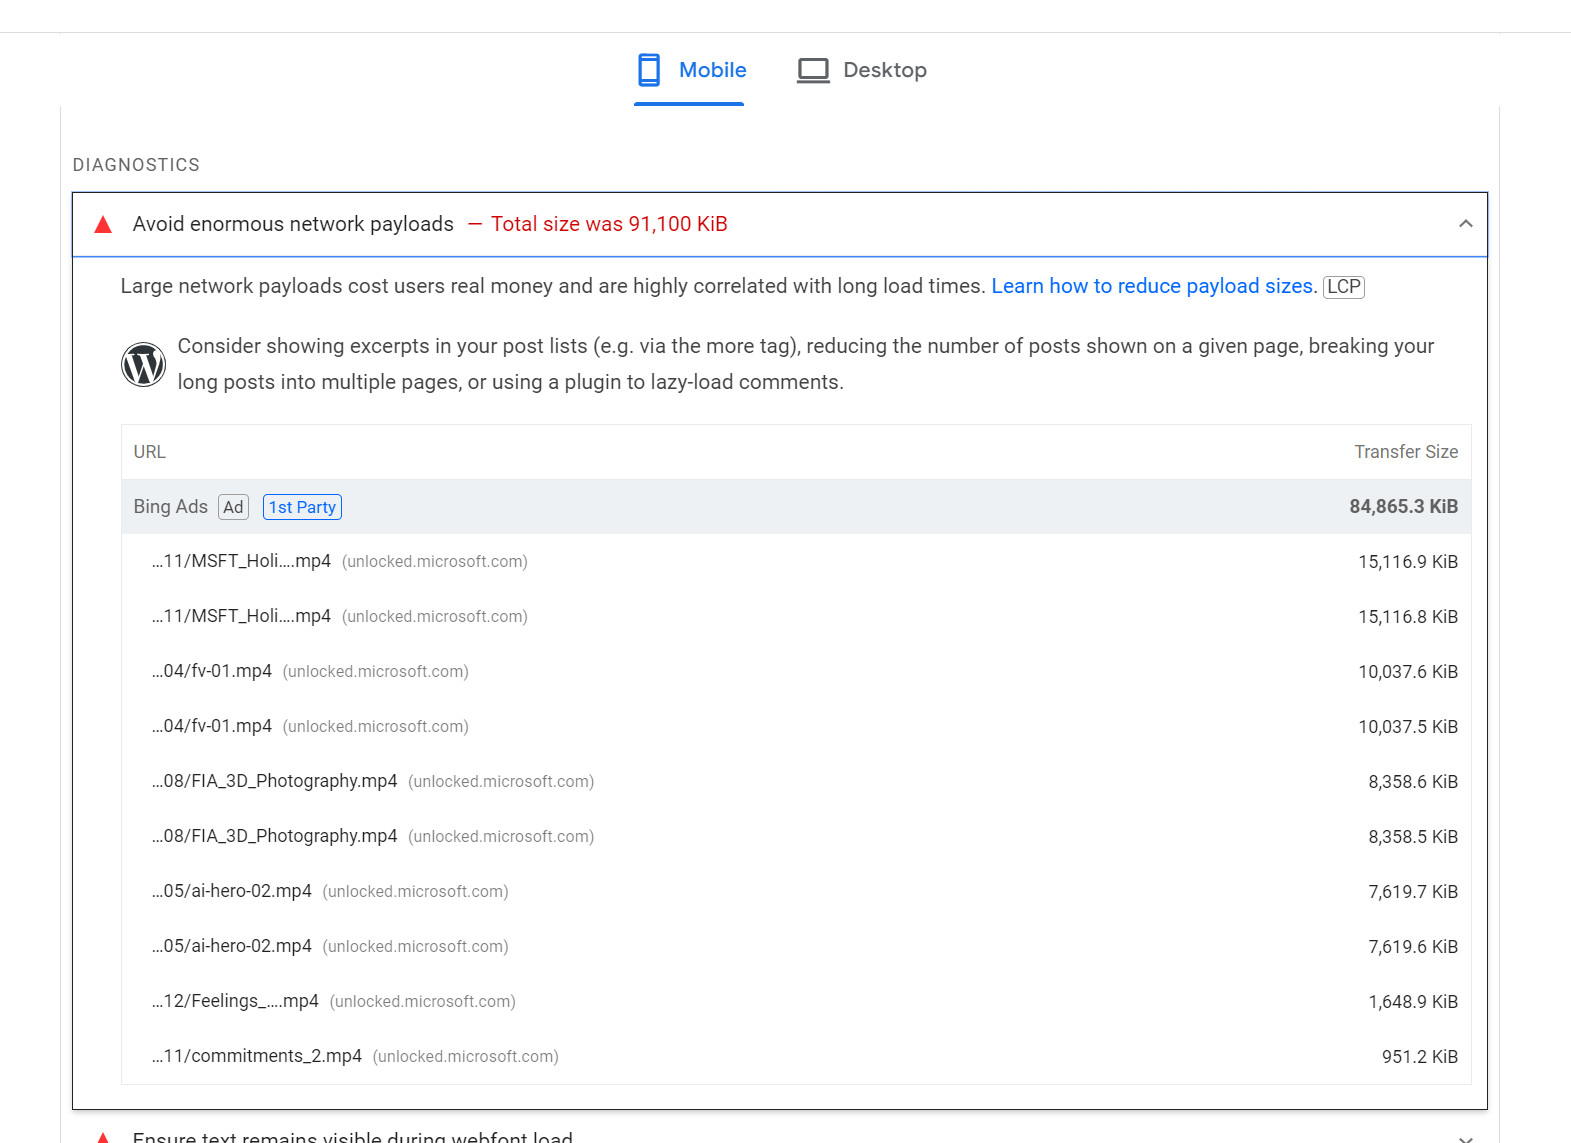 Mobile
Desktop
DIAGNOSTICS
Avoid enormous network payloads — Total size was 91,100 KiB
Large network payloads cost users real money and are highly correlated with long load times. Learn how to reduce payload sizes. LCP
Consider showing excerpts in your post lists (e.g. via the more tag), reducing the number of posts shown on a given page, breaking your
long posts into multiple pages, or using a plugin to lazy-load comments.
URL Transfer Size
Bing Ads Ad 1st Party 84,865.3 KiB
…11/MSFT_Holi….mp4 (unlocked.microsoft.com) 15,116.9 KiB
…11/MSFT_Holi….mp4 (unlocked.microsoft.com) 15,116.8 KiB
…04/fv-01.mp4 (unlocked.microsoft.com) 10,037.6 KiB
…04/fv-01.mp4 (unlocked.microsoft.com) 10,037.5 KiB
…08/FIA_3D_Photography.mp4 (unlocked.microsoft.com) 8,358.6 KiB
…08/FIA_3D_Photography.mp4 (unlocked.microsoft.com) 8,358.5 KiB
…05/ai-hero-02.mp4 (unlocked.microsoft.com) 7,619.7 KiB
…05/ai-hero-02.mp4 (unlocked.microsoft.com) 7,619.6 KiB
…12/Feelings_….mp4 (unlocked.microsoft.com) 1,648.9 KiB
…11/commitments_2.mp4 (unlocked.microsoft.com) 951.2 KiB
Ensure text remains visible during webfont load